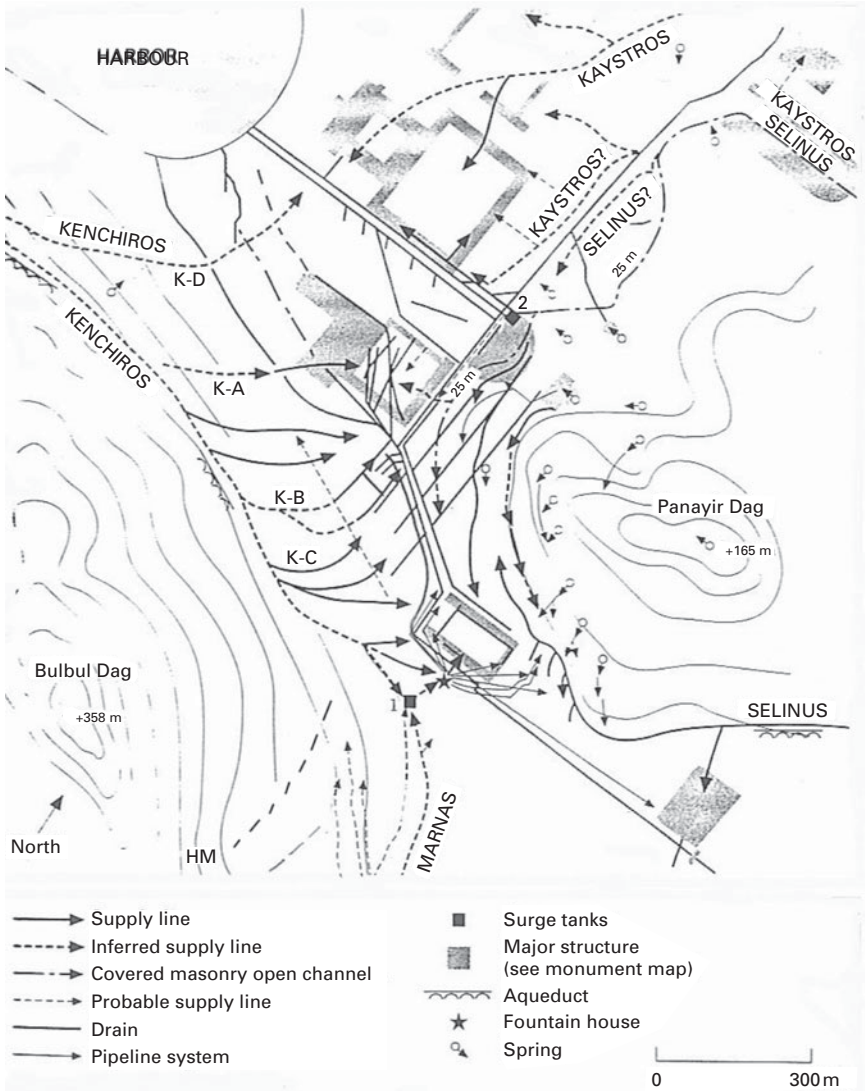 HARBOUR
KAYSTROS
KAYSTROS
SELINUS
KAYSTROS?
SELINUS?
25 m
KENCHIROS
K-D
2
KENCHIROS
K-A
25 m
K-B
Panayir Dag
+165 m
K-C
Bulbul Dag
+358 m
1
SELINUS
North
HM
MARNAS
Supply line
Inferred supply line
Covered masonry open channel
Probable supply line
Drain
Pipeline system
Surge tanks
Major structure
(see monument map)
Aqueduct
Fountain house
Spring
0
300 m